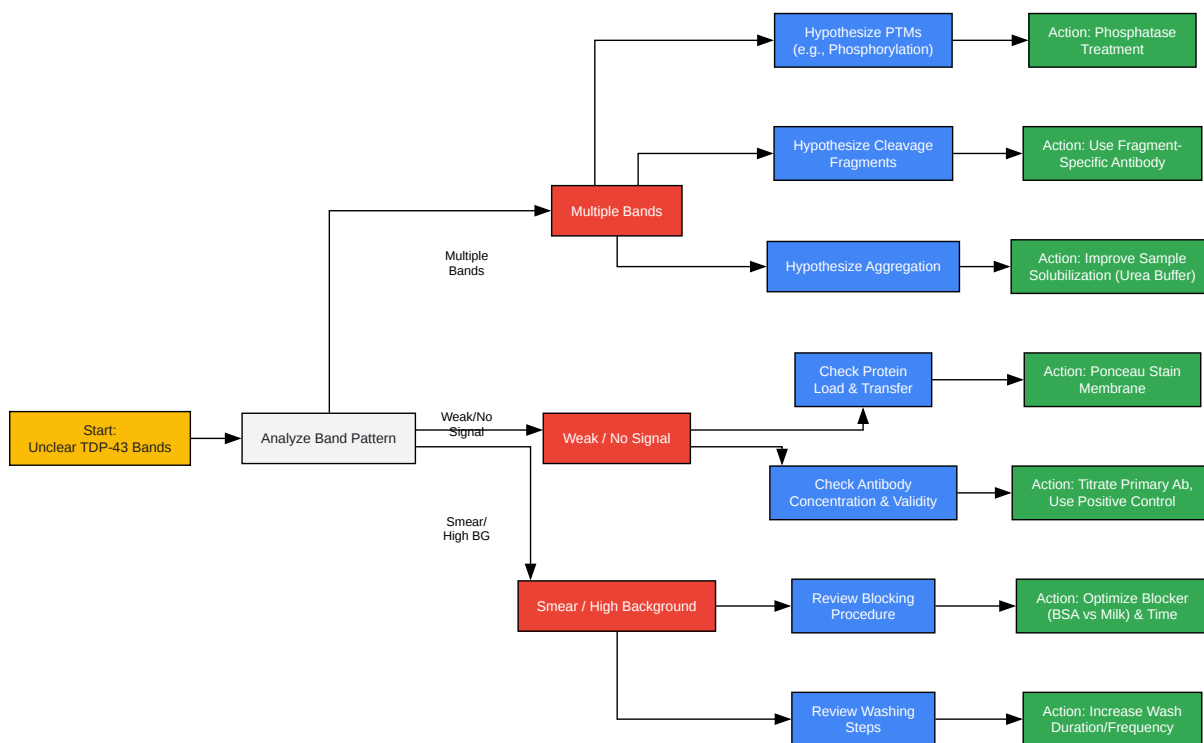 Hypothesize PTMs
(e.g., Phosphorylation)
Action: Phosphatase
Treatment
Hypothesize Cleavage
Fragments
Action: Use Fragment-
Specific Antibody
Multiple Bands
Multiple
Bands
Hypothesize Aggregation
Action: Improve Sample
Solubilization (Urea Buffer)
Check Protein
Load & Transfer
Action: Ponceau Stain
Membrane
Start:
Unclear TDP-43 Bands
Analyze Band Pattern
Weak/No
Signal
Weak / No Signal
Check Antibody
Concentration & Validity
Action: Titrate Primary Ab,
Use Positive Control
Smear/
High BG
Smear / High Background
Review Blocking
Procedure
Action: Optimize Blocker
(BSA vs Milk) & Time
Review Washing
Steps
Action: Increase Wash
Duration/Frequency